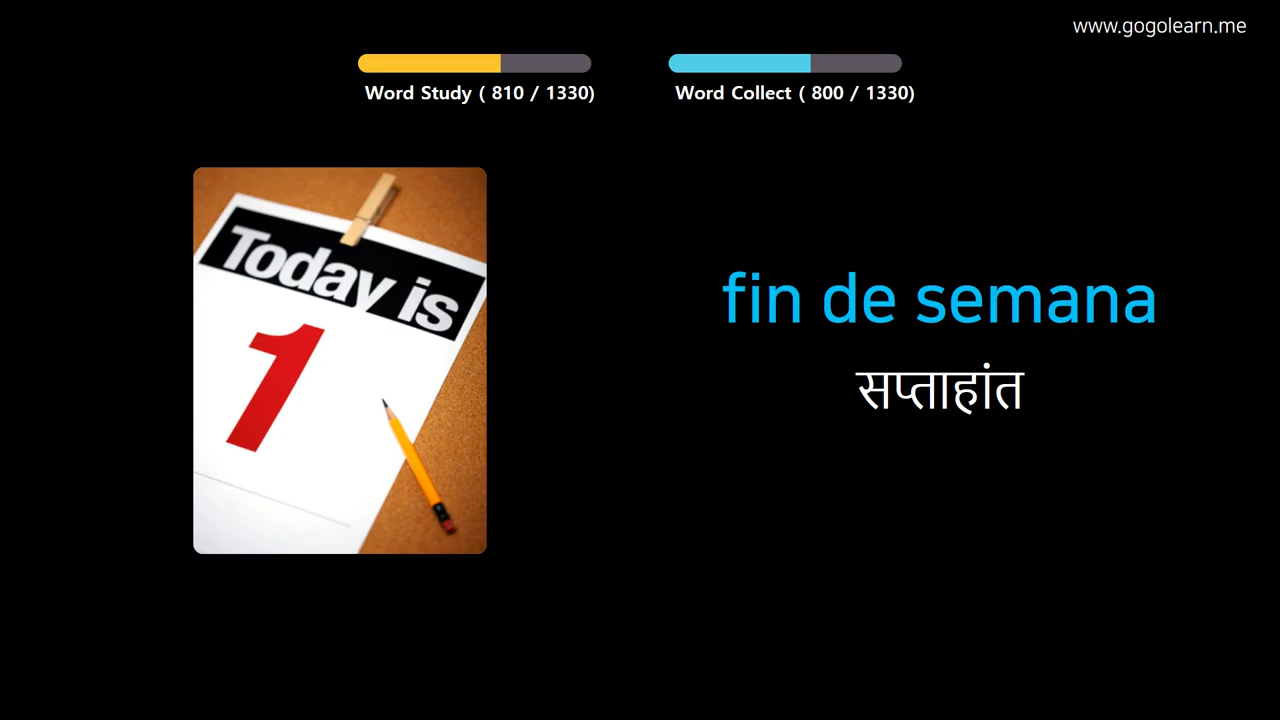 www.gogolearn.me
Word Study ( 810 / 1330)
Word Collect ( 800 / 1330)
Today is
1
fin de semana
सप्ताहांत